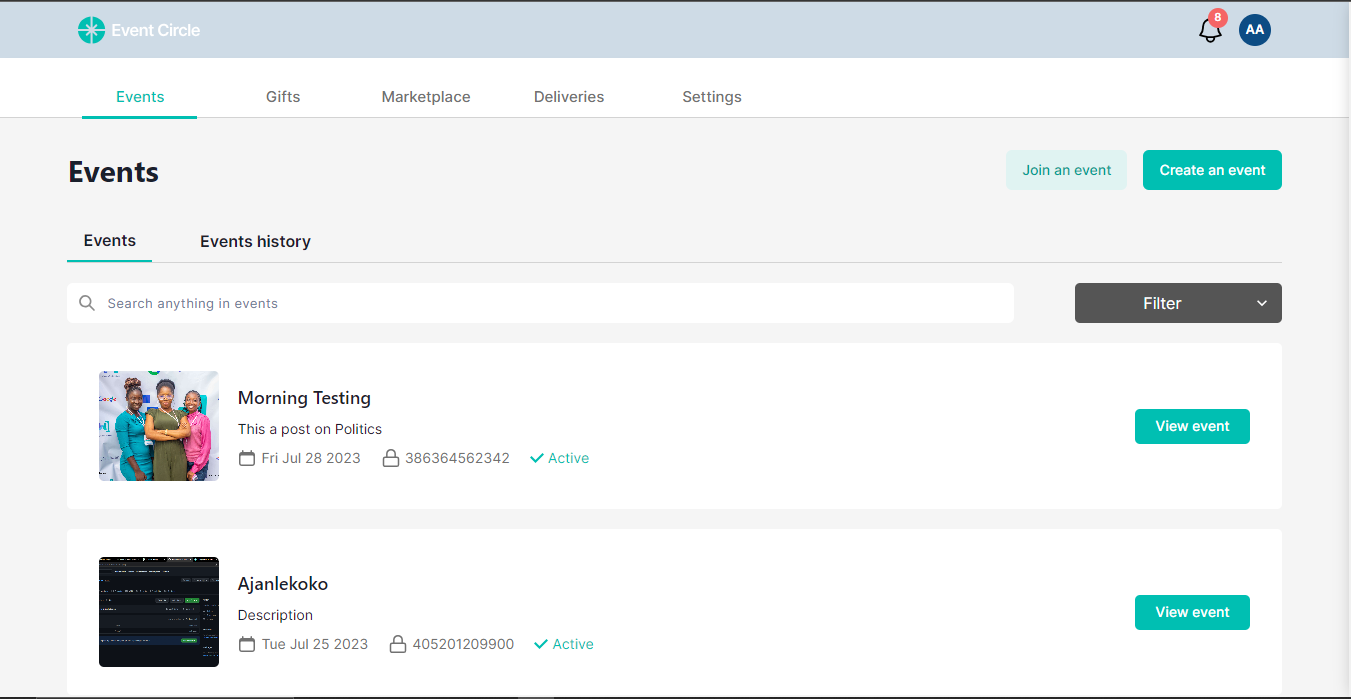 Event Circle
8
AA
Events Gifts Marketplace Deliveries Settings
Events
Join an event
Create an event
Events Events history
Search anything in events
Filter
Morning Testing
This a post on Politics
Fri Jul 28 2023 386364562342 Active
View event
Ajanlekoko
Description
Tue Jul 25 2023 405201209900 Active
View event